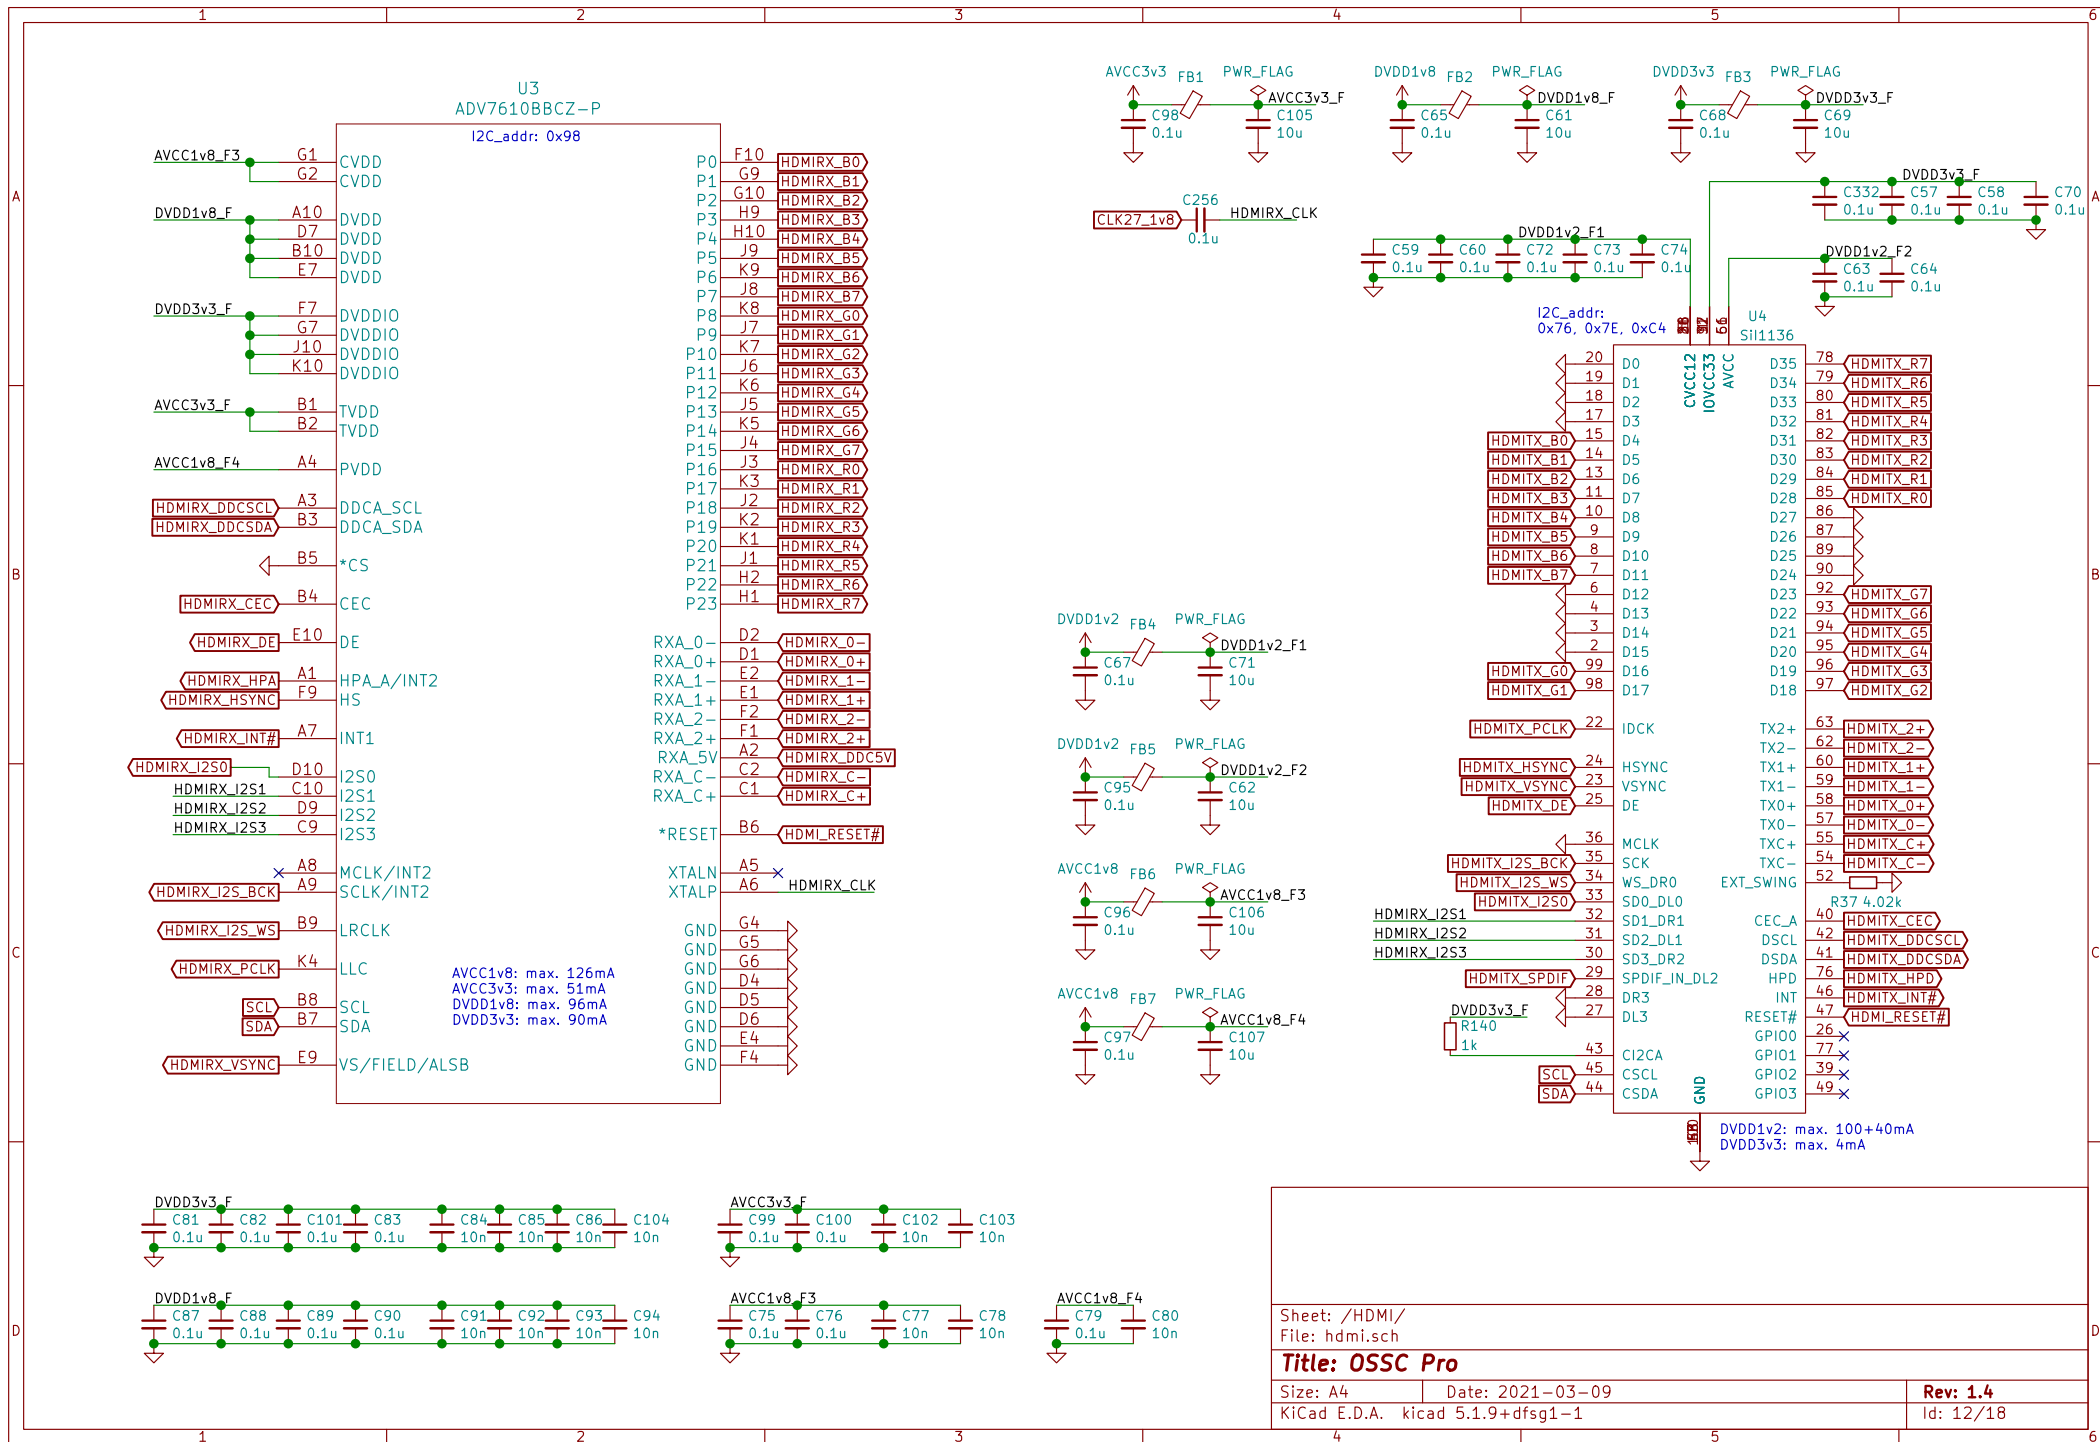 1 2 3 4 5 6
A
B
C
D
U3
ADV7610BBCZ-P
I2C_addr: 0x98
AVCC1v8_F3 G1 CVDD
G2 CVDD
DVDD1v8_F A10 DVDD
D7 DVDD
B10 DVDD
E7 DVDD
DVDD3v3_F F7 DVDDIO
G7 DVDDIO
J10 DVDDIO
K10 DVDDIO
AVCC3v3_F B1 TVDD
B2 TVDD
AVCC1v8_F4 A4 PVDD
HDMIRX_DDCSCL A3 DDCA_SCL
HDMIRX_DDCSDA B3 DDCA_SDA
B5 *CS
HDMIRX_CEC B4 CEC
HDMIRX_DE E10 DE
HDMIRX_HPA A1 HPA_A/INT2
HDMIRX_HSYNC F9 HS
HDMIRX_INT# A7 INT1
HDMIRX_I2S0 D10 I2S0
HDMIRX_I2S1 C10 I2S1
HDMIRX_I2S2 D9 I2S2
HDMIRX_I2S3 C9 I2S3
A8 MCLK/INT2
HDMIRX_I2S_BCK A9 SCLK/INT2
HDMIRX_I2S_WS B9 LRCLK
HDMIRX_PCLK K4 LLC
SCL B8 SCL
SDA B7 SDA
HDMIRX_VSYNC E9 VS/FIELD/ALSB
AVCC1v8: max. 126mA
AVCC3v3: max. 51mA
DVDD1v8: max. 96mA
DVDD3v3: max. 90mA
P0 F10 HDMIRX_B0
P1 G9 HDMIRX_B1
P2 G10 HDMIRX_B2
P3 H9 HDMIRX_B3
P4 H10 HDMIRX_B4
P5 J9 HDMIRX_B5
P6 K9 HDMIRX_B6
P7 J8 HDMIRX_B7
P8 K8 HDMIRX_G0
P9 J7 HDMIRX_G1
P10 K7 HDMIRX_G2
P11 J6 HDMIRX_G3
P12 K6 HDMIRX_G4
P13 J5 HDMIRX_G5
P14 K5 HDMIRX_G6
P15 J4 HDMIRX_G7
P16 J3 HDMIRX_R0
P17 K3 HDMIRX_R1
P18 J2 HDMIRX_R2
P19 K2 HDMIRX_R3
P20 K1 HDMIRX_R4
P21 J1 HDMIRX_R5
P22 H2 HDMIRX_R6
P23 H1 HDMIRX_R7
RXA_0- D2 HDMIRX_0-
RXA_0+ D1 HDMIRX_0+
RXA_1- E2 HDMIRX_1-
RXA_1+ E1 HDMIRX_1+
RXA_2- F2 HDMIRX_2-
RXA_2+ F1 HDMIRX_2+
RXA_5V A2 HDMIRX_DDC5V
RXA_C- C2 HDMIRX_C-
RXA_C+ C1 HDMIRX_C+
*RESET B6 HDMI_RESET#
XTALN A5
XTALP A6 HDMIRX_CLK
GND G4
GND G5
GND G6
GND D4
GND D5
GND D6
GND E4
GND F4
AVCC3v3 FB1 PWR_FLAG
AVCC3v3_F
C98 0.1u
C105 10u
DVDD1v8 FB2 PWR_FLAG
DVDD1v8_F
C65 0.1u
C61 10u
DVDD3v3 FB3 PWR_FLAG
DVDD3v3_F
C68 0.1u
C69 10u
CLK27_1v8 C256 0.1u HDMIRX_CLK
DVDD3v3_F
C332 0.1u
C57 0.1u
C58 0.1u
C70 0.1u
DVDD1v2_F1
C59 0.1u
C60 0.1u
C72 0.1u
C73 0.1u
C74 0.1u
DVDD1v2_F2
C63 0.1u
C64 0.1u
DVDD1v2 FB4 PWR_FLAG
DVDD1v2_F1
C67 0.1u
C71 10u
DVDD1v2 FB5 PWR_FLAG
DVDD1v2_F2
C95 0.1u
C62 10u
AVCC1v8 FB6 PWR_FLAG
AVCC1v8_F3
C96 0.1u
C106 10u
AVCC1v8 FB7 PWR_FLAG
AVCC1v8_F4
C97 0.1u
C107 10u
I2C_addr:
0x76, 0x7E, 0xC4
U4
SiI1136
CVCC12
IOVCC33
AVCC
20 D0
19 D1
18 D2
17 D3
HDMITX_B0 15 D4
HDMITX_B1 14 D5
HDMITX_B2 13 D6
HDMITX_B3 11 D7
HDMITX_B4 10 D8
HDMITX_B5 9 D9
HDMITX_B6 8 D10
HDMITX_B7 7 D11
6 D12
4 D13
3 D14
2 D15
HDMITX_G0 99 D16
HDMITX_G1 98 D17
HDMITX_PCLK 22 IDCK
HDMITX_HSYNC 24 HSYNC
HDMITX_VSYNC 23 VSYNC
HDMITX_DE 25 DE
36 MCLK
HDMITX_I2S_BCK 35 SCK
HDMITX_I2S_WS 34 WS_DR0
HDMITX_I2S0 33 SD0_DL0
HDMIRX_I2S1 32 SD1_DR1
HDMIRX_I2S2 31 SD2_DL1
HDMIRX_I2S3 30 SD3_DR2
HDMITX_SPDIF 29 SPDIF_IN_DL2
28 DR3
27 DL3
DVDD3v3_F
R140
1k
43 CI2CA
SCL 45 CSCL
SDA 44 CSDA
GND
D35 78 HDMITX_R7
D34 79 HDMITX_R6
D33 80 HDMITX_R5
D32 81 HDMITX_R4
D31 82 HDMITX_R3
D30 83 HDMITX_R2
D29 84 HDMITX_R1
D28 85 HDMITX_R0
D27 86
D26 87
D25 89
D24 90
D23 92 HDMITX_G7
D22 93 HDMITX_G6
D21 94 HDMITX_G5
D20 95 HDMITX_G4
D19 96 HDMITX_G3
D18 97 HDMITX_G2
TX2+ 63 HDMITX_2+
TX2- 62 HDMITX_2-
TX1+ 60 HDMITX_1+
TX1- 59 HDMITX_1-
TX0+ 58 HDMITX_0+
TX0- 57 HDMITX_0-
TXC+ 55 HDMITX_C+
TXC- 54 HDMITX_C-
EXT_SWING 52
R37 4.02k
CEC_A 40 HDMITX_CEC
DSCL 42 HDMITX_DDCSCL
DSDA 41 HDMITX_DDCSDA
HPD 76 HDMITX_HPD
INT 46 HDMITX_INT#
RESET# 47 HDMI_RESET#
GPIO0 26
GPIO1 77
GPIO2 39
GPIO3 49
DVDD1v2: max. 100+40mA
DVDD3v3: max. 4mA
DVDD3v3_F
C81 C82 C101 C83 C84 C85 C86 C104
0.1u 0.1u 0.1u 0.1u 10n 10n 10n 10n
AVCC3v3_F
C99 C100 C102 C103
0.1u 0.1u 10n 10n
DVDD1v8_F
C87 C88 C89 C90 C91 C92 C93 C94
0.1u 0.1u 0.1u 0.1u 10n 10n 10n 10n
AVCC1v8_F3
C75 C76 C77 C78
0.1u 0.1u 10n 10n
AVCC1v8_F4
C79 C80
0.1u 10n
Sheet: /HDMI/
File: hdmi.sch
Title: OSSC Pro
Size: A4 Date: 2021-03-09 Rev: 1.4
KiCad E.D.A. kicad 5.1.9+dfsg1-1 Id: 12/18
1 2 3 4 5 6
A
B
C
D